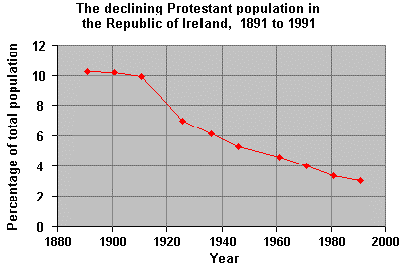 The declining Protestant population in
the Republic of Ireland, 1891 to 1991
Percentage of total population
12
10
8
6
4
2
0
1880 1900 1920 1940 1960 1980 2000
Year